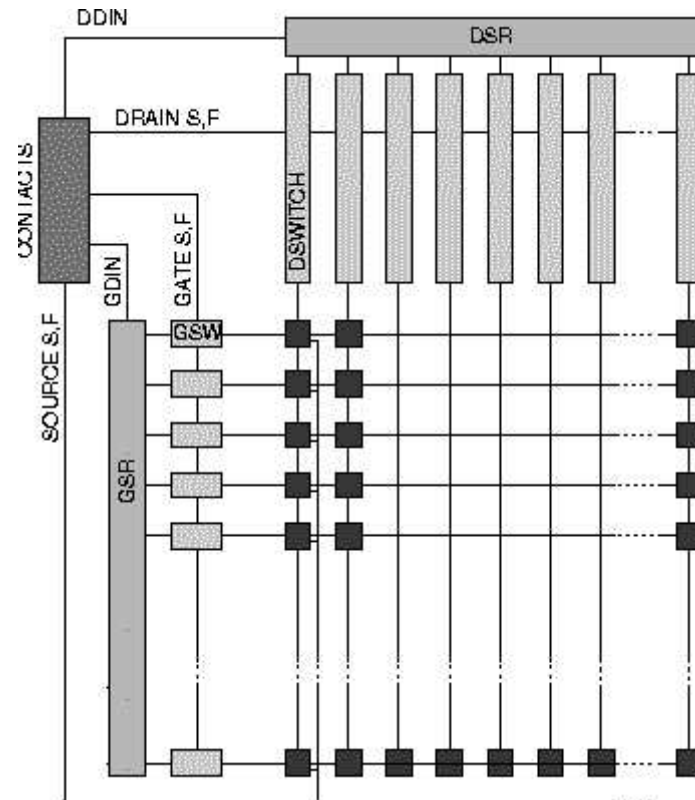 DDIN
DSR
DRAIN S,F
CONTACTS
DSWITCH
GATE S,F
GDIN
SOURCE S,F
GSW
GSR